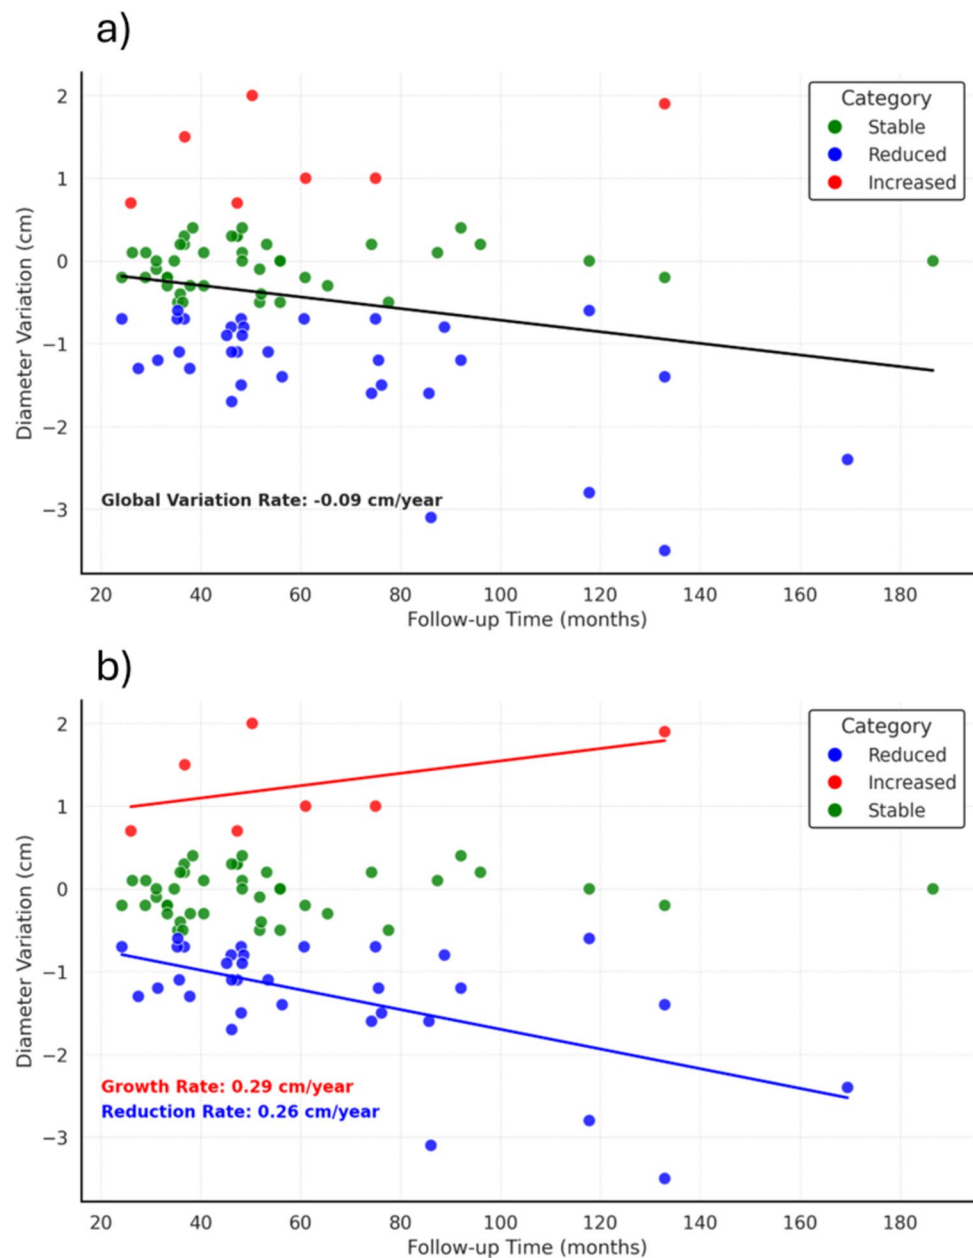 a)
2
1
0
−1
−2
−3
Diameter Variation (cm)
Category
Stable
Reduced
Increased
Global Variation Rate: -0.09 cm/year
20 40 60 80 100 120 140 160 180
Follow-up Time (months)
b)
2
1
0
−1
−2
−3
Diameter Variation (cm)
Category
Reduced
Increased
Stable
Growth Rate: 0.29 cm/year
Reduction Rate: 0.26 cm/year
20 40 60 80 100 120 140 160 180
Follow-up Time (months)